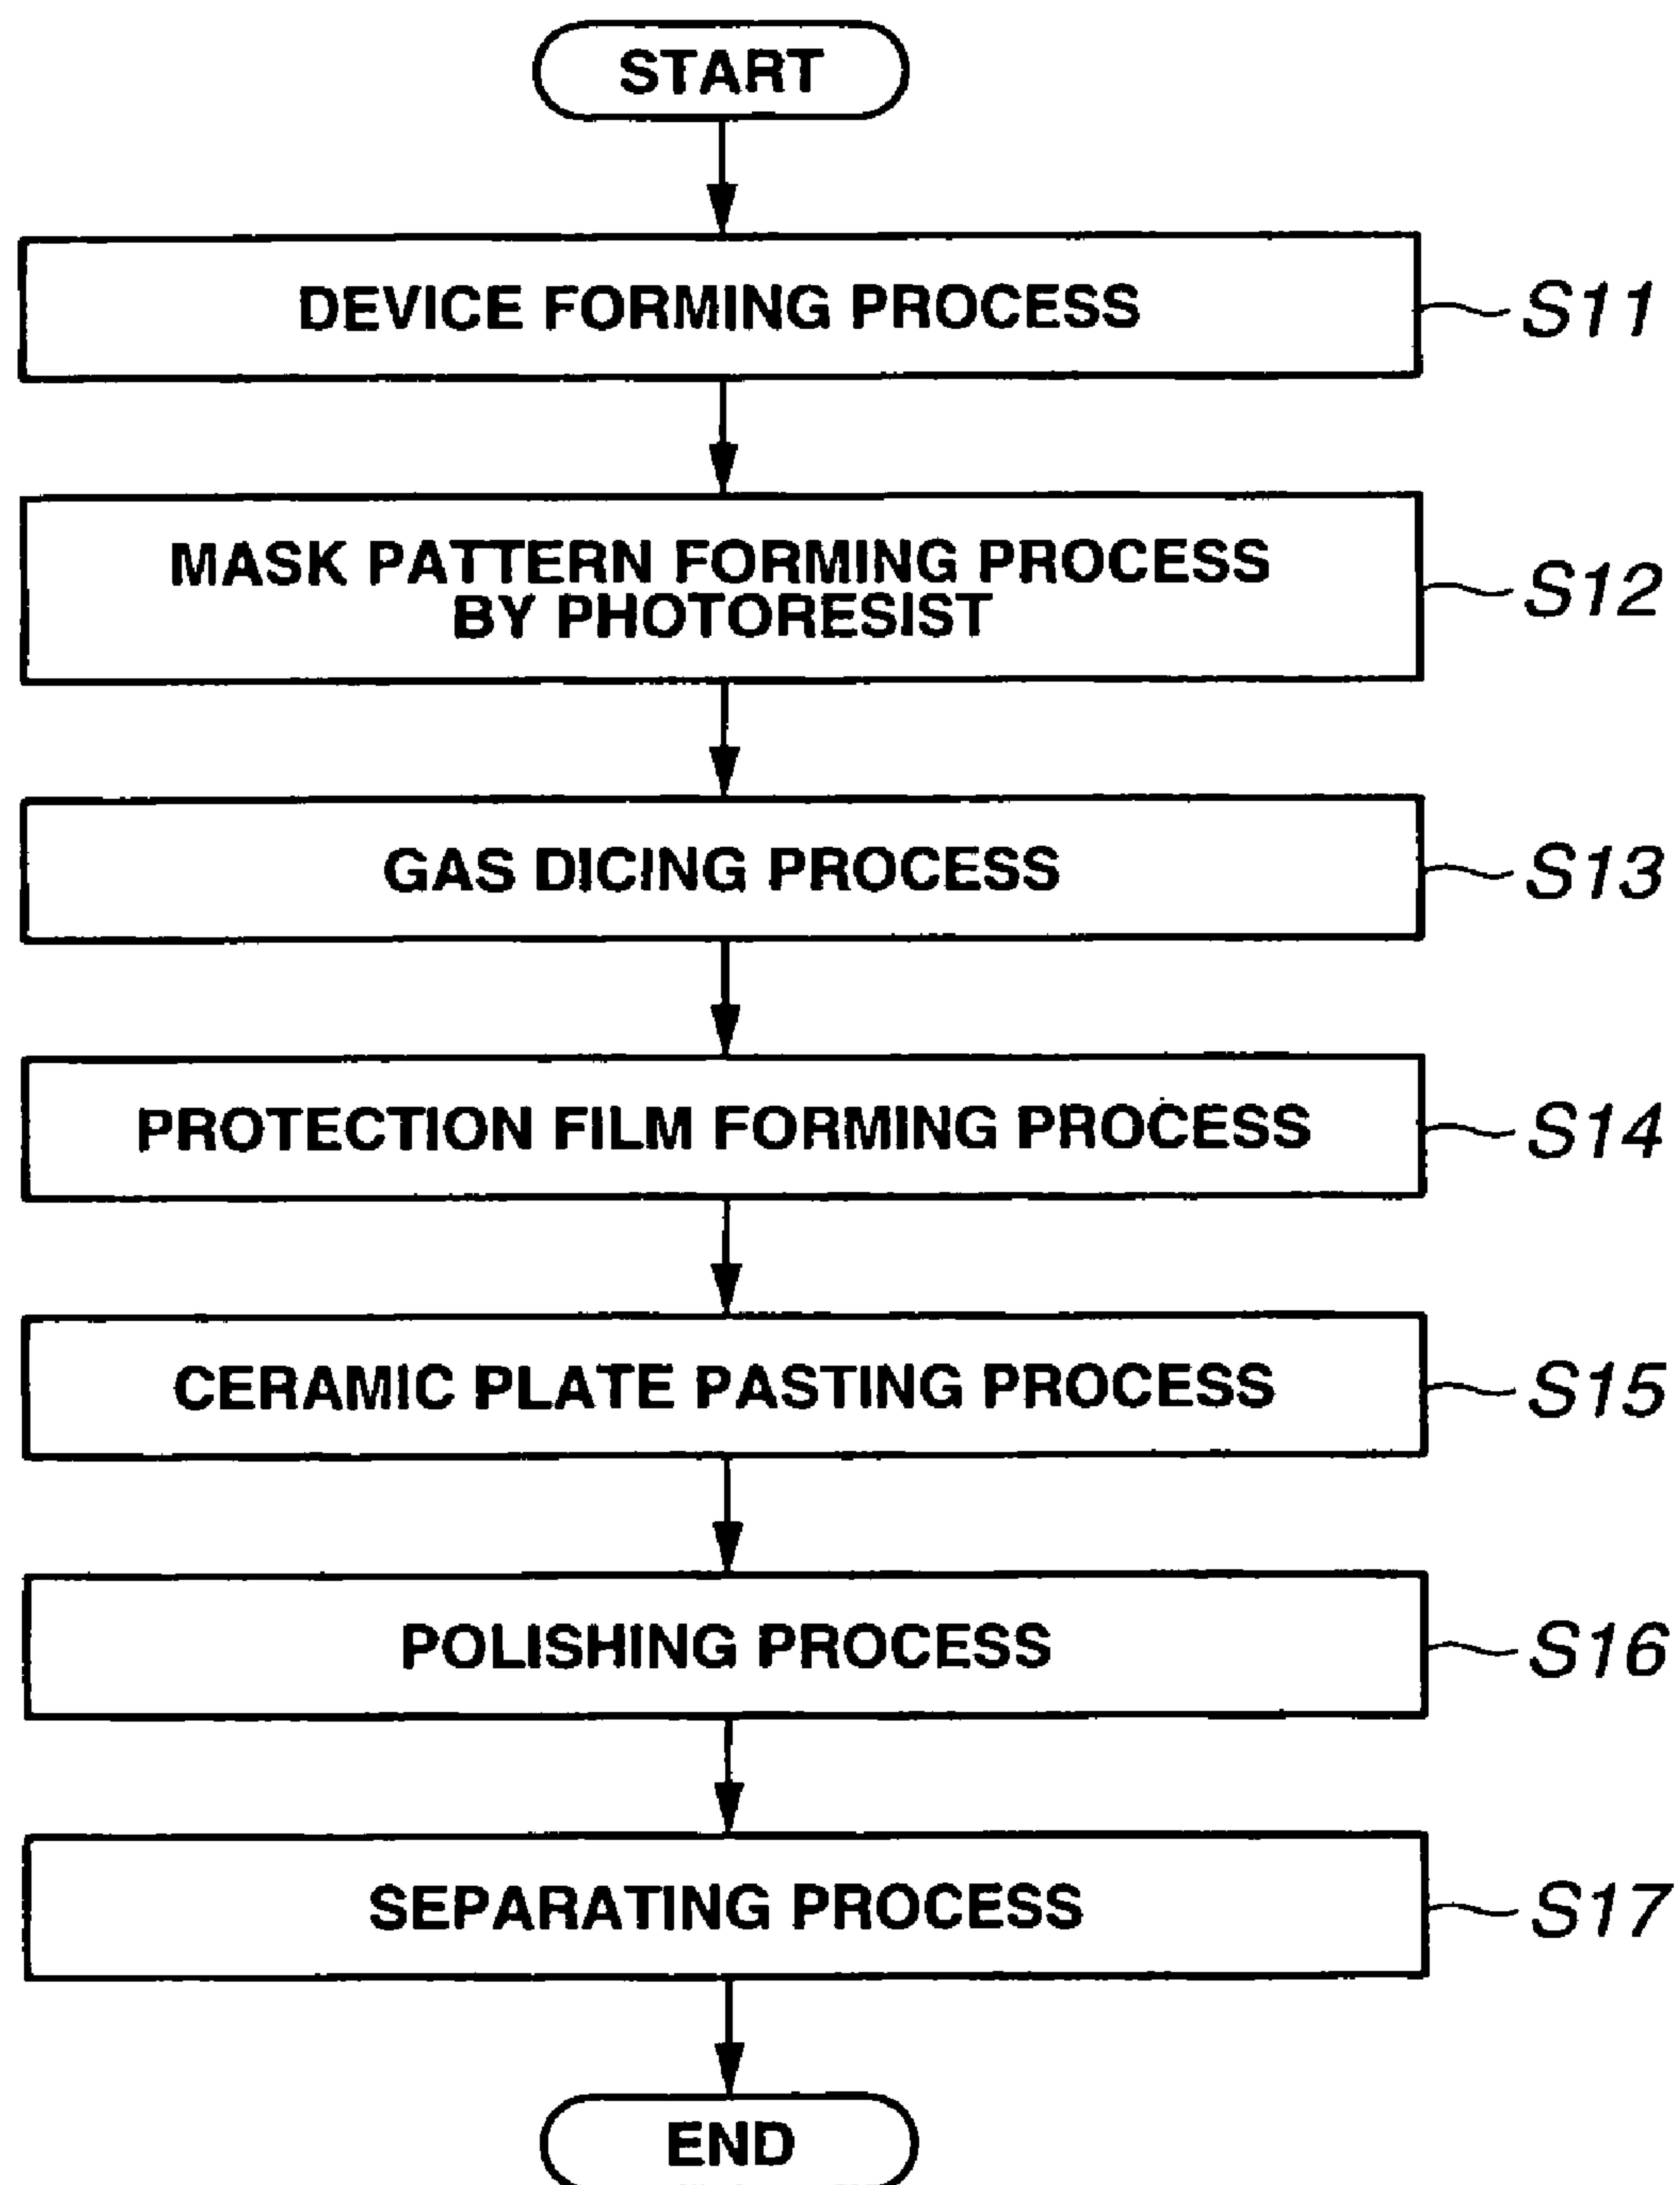 START
DEVICE FORMING PROCESS
S11
MASK PATTERN FORMING PROCESS
BY PHOTORESIST
S12
GAS DICING PROCESS
S13
PROTECTION FILM FORMING PROCESS
S14
CERAMIC PLATE PASTING PROCESS
S15
POLISHING PROCESS
S16
SEPARATING PROCESS
S17
END